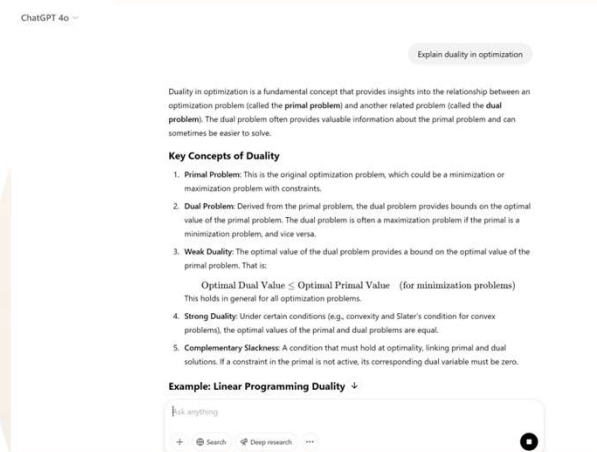 ChatGPT 4o
Explain duality in optimization
Duality in optimization is a fundamental concept that provides insights into the relationship between an
optimization problem (called the primal problem) and another related problem (called the dual
problem). The dual problem often provides valuable information about the primal problem and can
sometimes be easier to solve.
Key Concepts of Duality
1. Primal Problem: This is the original optimization problem, which could be a minimization or
maximization problem with constraints.
2. Dual Problem: Derived from the primal problem, the dual problem provides bounds on the optimal
value of the primal problem. The dual problem is often a maximization problem if the primal is a
minimization problem, and vice versa.
3. Weak Duality: The optimal value of the dual problem provides a bound on the optimal value of the
primal problem. That is:
Optimal Dual Value ≤ Optimal Primal Value (for minimization problems)
This holds in general for all optimization problems.
4. Strong Duality: Under certain conditions (e.g., convexity and Slater's condition for convex
problems), the optimal values of the primal and dual problems are equal.
5. Complementary Slackness: A condition that must hold at optimality, linking primal and dual
solutions. If a constraint in the primal is not active, its corresponding dual variable must be zero.
Example: Linear Programming Duality ↓
Ask anything
+ Search Deep research ···